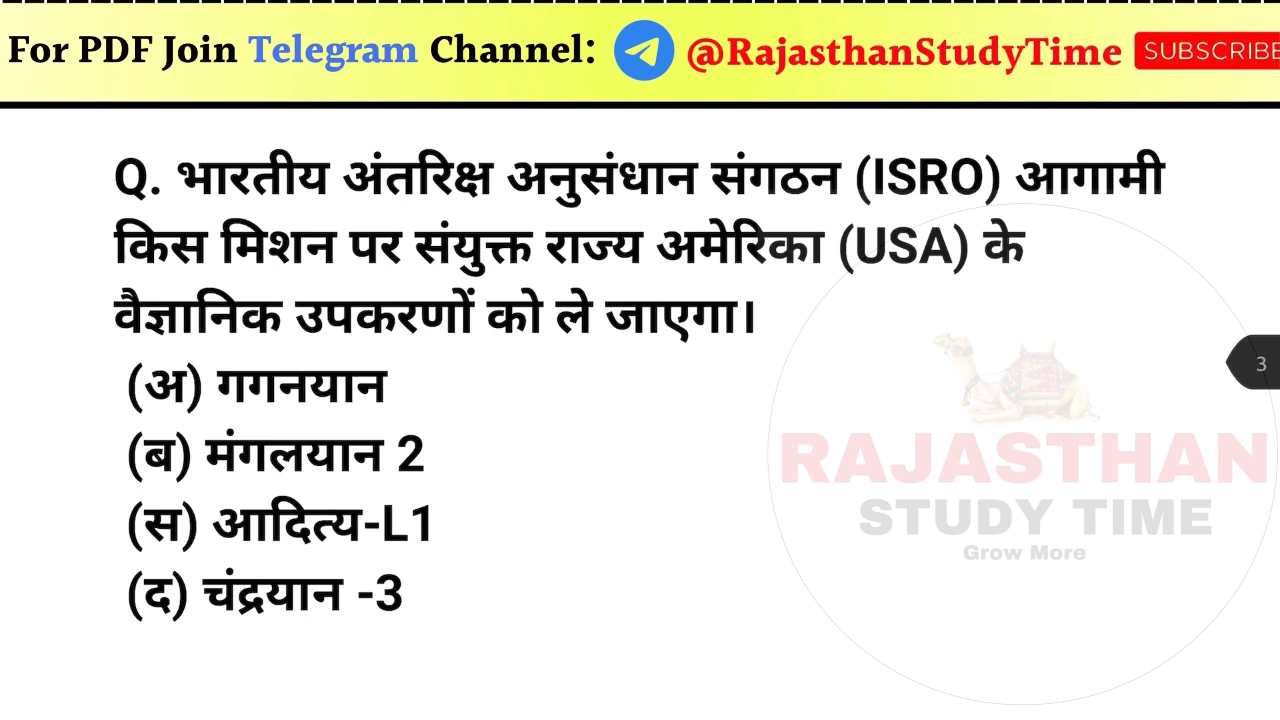 For PDF Join Telegram Channel: @RajasthanStudyTime SUBSCRIBE
Q. भारतीय अंतरिक्ष अनुसंधान संगठन (ISRO) आगामी
किस मिशन पर संयुक्त राज्य अमेरिका (USA) के
वैज्ञानिक उपकरणों को ले जाएगा।
3
(अ) गगनयान
(ब) मंगलयान 2
(स) आदित्य-L1
(द) चंद्रयान -3
RAJASTHAN
STUDY TIME
Grow More